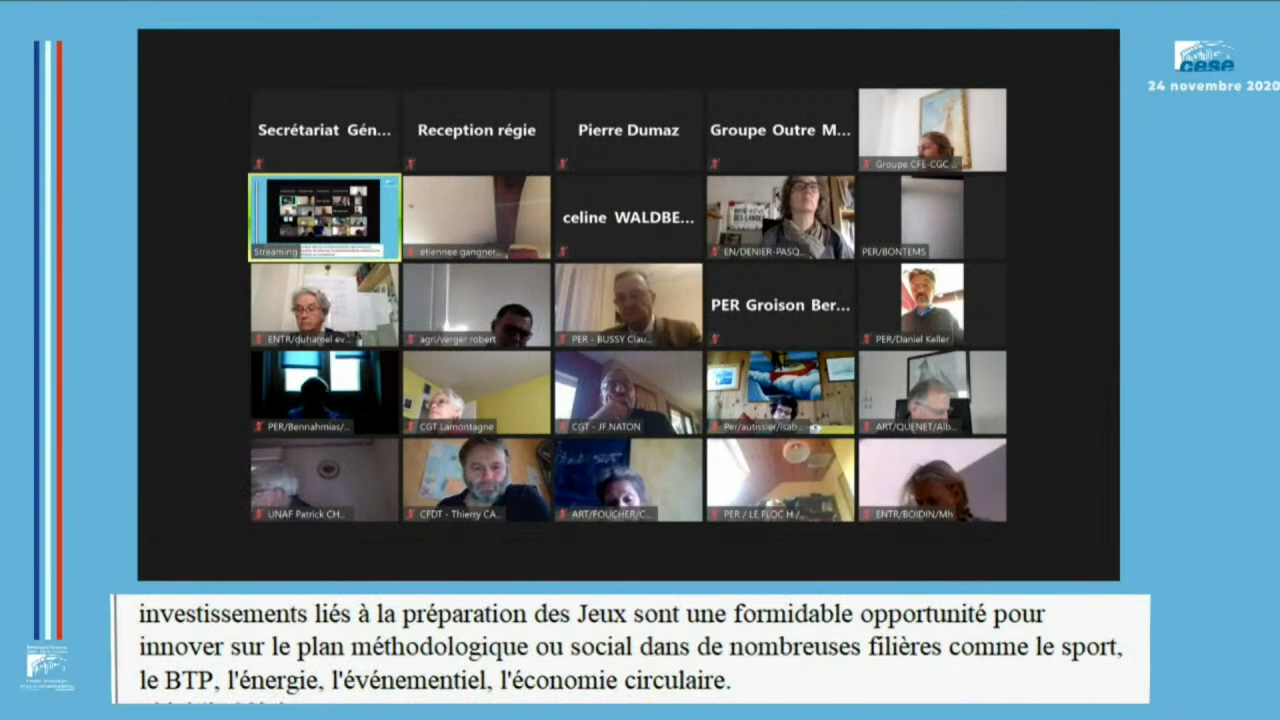 cese
24 novembre 2020
Secrétariat Gén...
Reception régie
Pierre Dumaz
Groupe Outre M...
Groupe CFE-CGC ...
Streaming
etiennee gangner...
celine WALDBE...
EN/DENIER-PASQ...
PER/BONTEMS
ENTR/duhamel ev...
agri/verger robert
PER - BUSSY Clau...
PER Groison Ber...
PER/Daniel Keller
PER/Bennahmias/...
CGT Lamontagne
CGT - JF.NATON
Per/autissier/isab...
ART/QUENET/Alb...
UNAF Patrick CH...
CFDT - Thierry CA...
ART/FOUCHER/C...
PER / LE FLOC H /...
ENTR/BOIDIN/Mh
investissements liés à la préparation des Jeux sont une formidable opportunité pour
innover sur le plan méthodologique ou social dans de nombreuses filières comme le sport,
le BTP, l'énergie, l'événementiel, l'économie circulaire.